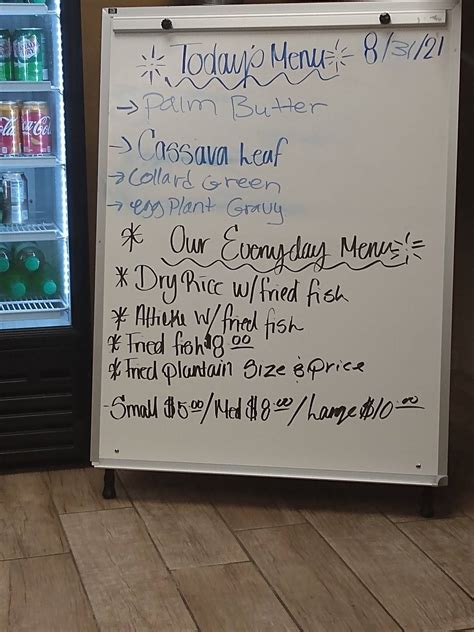 Today's Menu 8/31/21
→ Palm Butter
→ Cassava Leaf
→ Collard Green
→ egg Plant Gravy
* Our Everyday Menu
* Dry Rice w/fried fish
* Attieke w/fried fish
* Fried fish $8.00
* Fried plantain Size & Price
-Small $5.00/Med $8.00/Large $10.00
Coca-Cola